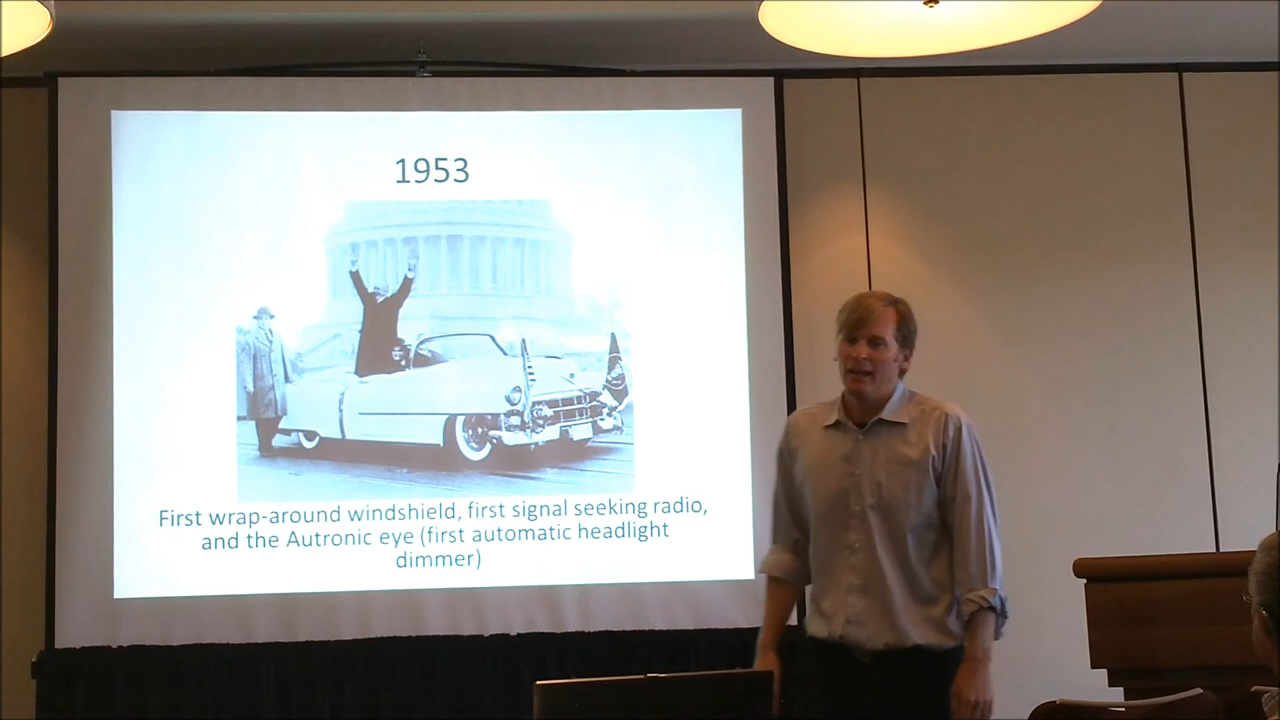 1953
First wrap-around windshield, first signal seeking radio,
and the Autronic eye (first automatic headlight
dimmer)